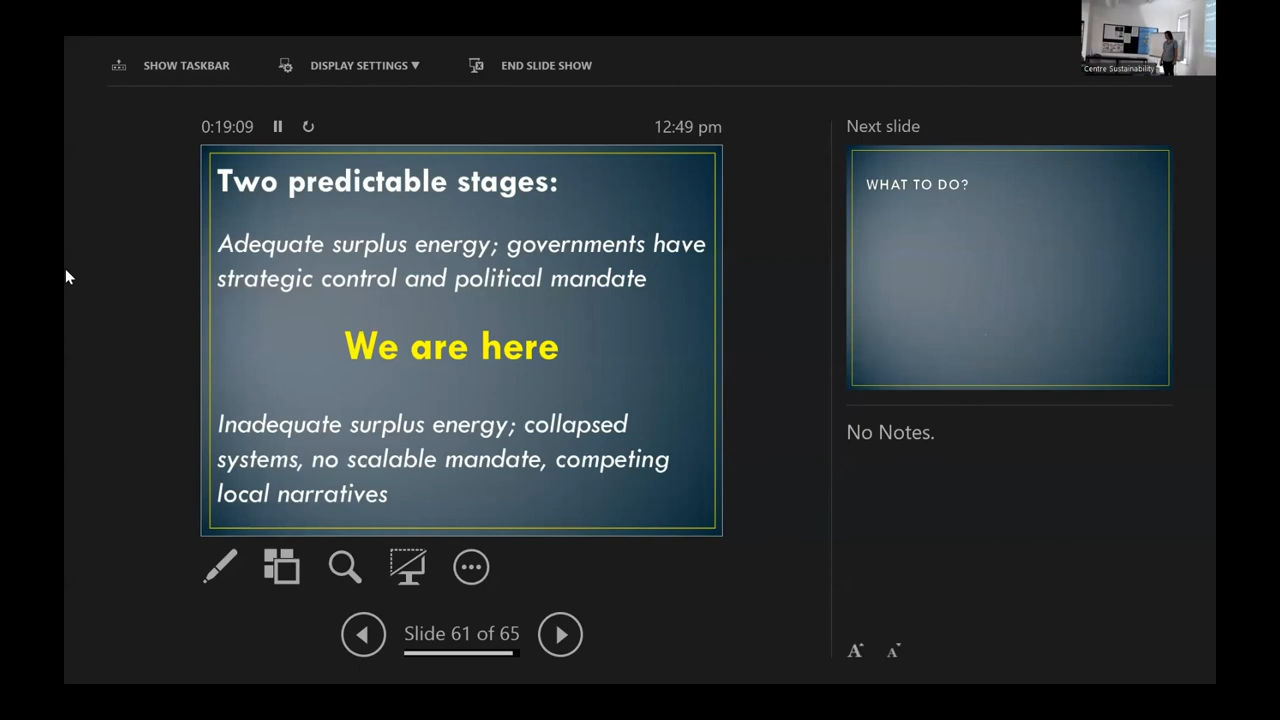 SHOW TASKBAR
DISPLAY SETTINGS ▼
END SLIDE SHOW
Centre Sustainability
0:19:09
12:49 pm
Next slide
Two predictable stages:
Adequate surplus energy; governments have
strategic control and political mandate
We are here
Inadequate surplus energy; collapsed
systems, no scalable mandate, competing
local narratives
WHAT TO DO?
No Notes.
Slide 61 of 65
A A